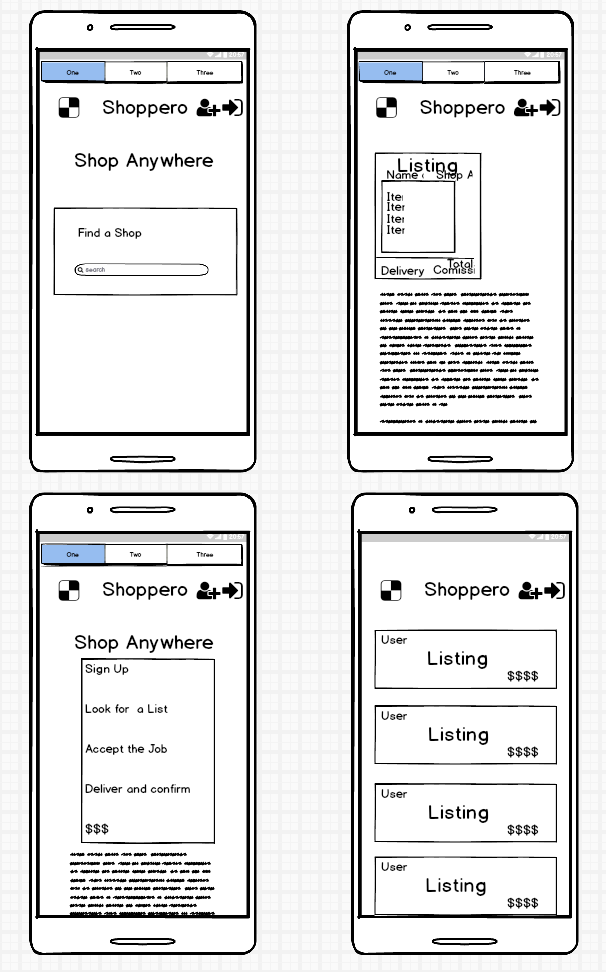 One Two Three
Shoppero
Shop Anywhere
Find a Shop
search
One Two Three
Shoppero
Listing
Name Shop A
Iter
Iter
Iter
Iter
Total
Delivery Comiss
One Two Three
Shoppero
Shop Anywhere
Sign Up
Look for a List
Accept the Job
Deliver and confirm
$$$
Shoppero
User
Listing
$$$$
User
Listing
$$$$
User
Listing
$$$$
User
Listing
$$$$